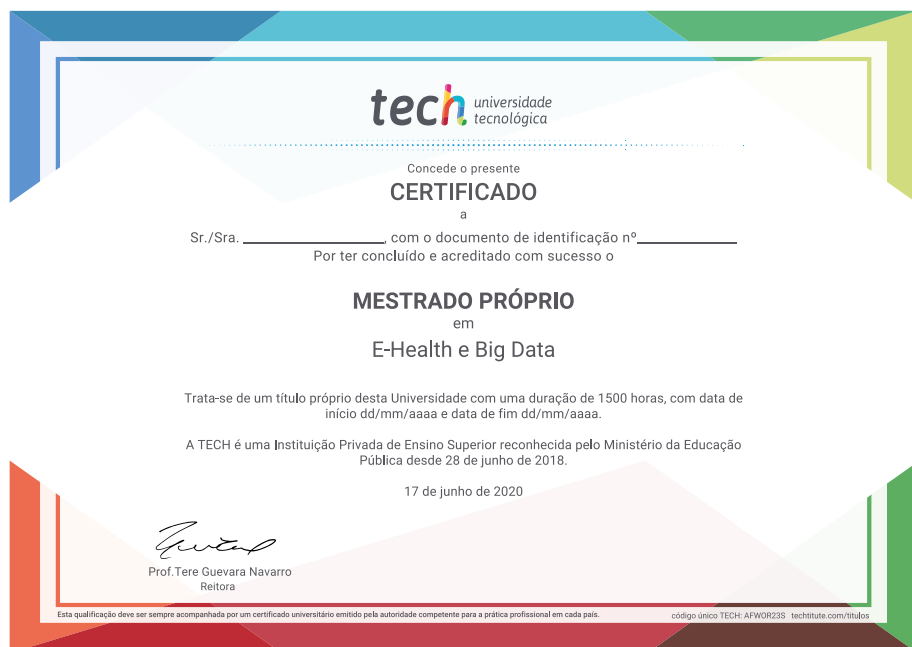 tech universidade
tecnológica
Concede o presente
CERTIFICADO
a
Sr./Sra. ________________, com o documento de identificação nº____________
Por ter concluído e acreditado com sucesso o
MESTRADO PRÓPRIO
em
E-Health e Big Data
Trata-se de um título próprio desta Universidade com uma duração de 1500 horas, com data de
início dd/mm/aaaa e data de fim dd/mm/aaaa.
A TECH é uma Instituição Privada de Ensino Superior reconhecida pelo Ministério da Educação
Pública desde 28 de junho de 2018.
17 de junho de 2020
Prof.Tere Guevara Navarro
Reitora
Esta qualificação deve ser sempre acompanhada por um certificado universitário emitido pela autoridade competente para a prática profissional em cada país.
código único TECH: AFWOR23S techtitute.com/titulos